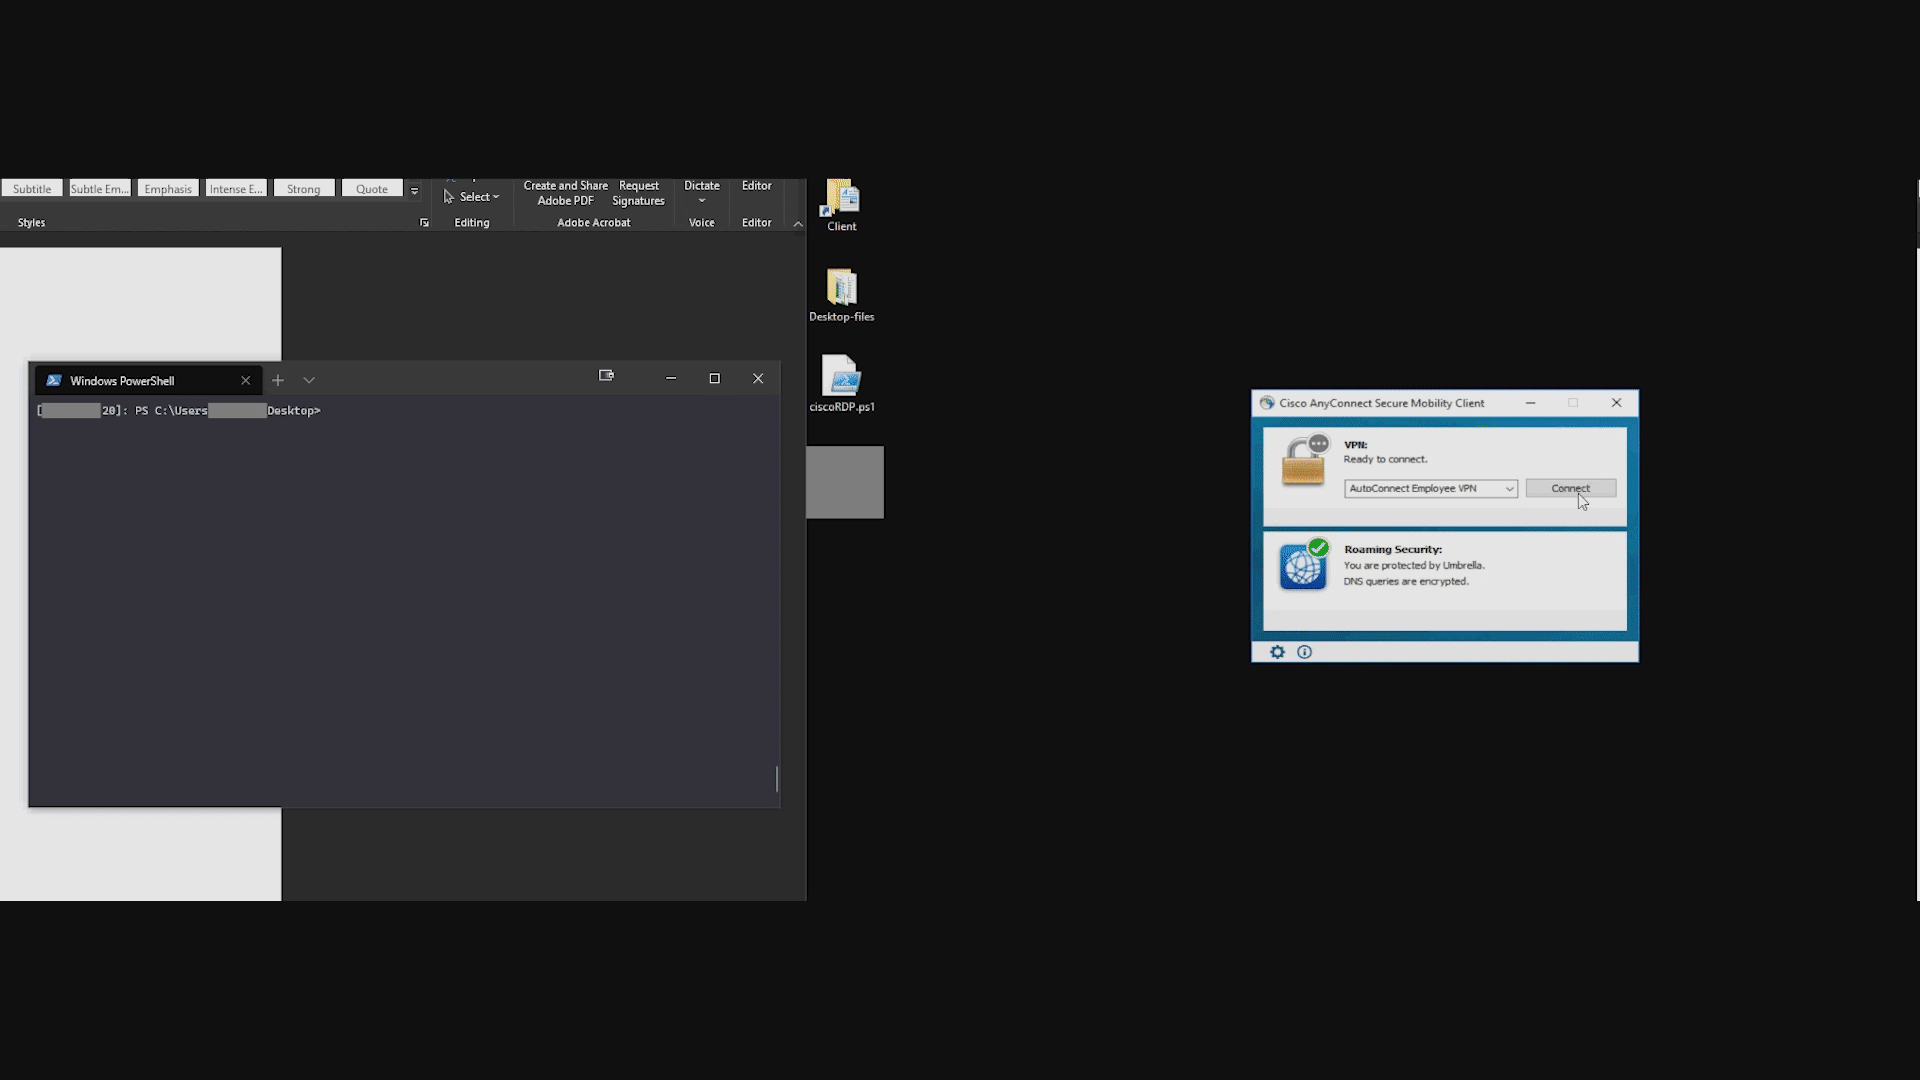 Subtitle
Subtle Em...
Emphasis
Intense E...
Strong
Quote
Styles
Select
Editing
Create and Share
Adobe PDF
Request
Signatures
Adobe Acrobat
Dictate
Voice
Editor
Editor
Client
Desktop-files
ciscoRDP.ps1
Windows PowerShell
[ 20]: PS C:\Users Desktop>
Cisco AnyConnect Secure Mobility Client
VPN:
Ready to connect.
AutoConnect Employee VPN
Connect
Roaming Security:
You are protected by Umbrella.
DNS queries are encrypted.